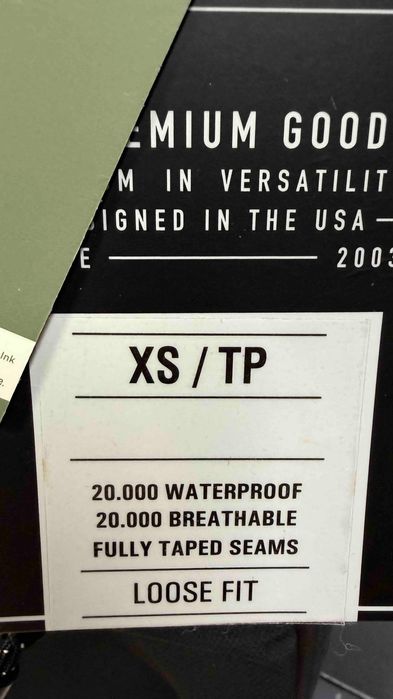 EMIUM GOOD
M IN VERSATILIT
SIGNED IN THE USA —
E — 2003
ink
e.
XS / TP
20.000 WATERPROOF
20.000 BREATHABLE
FULLY TAPED SEAMS
LOOSE FIT